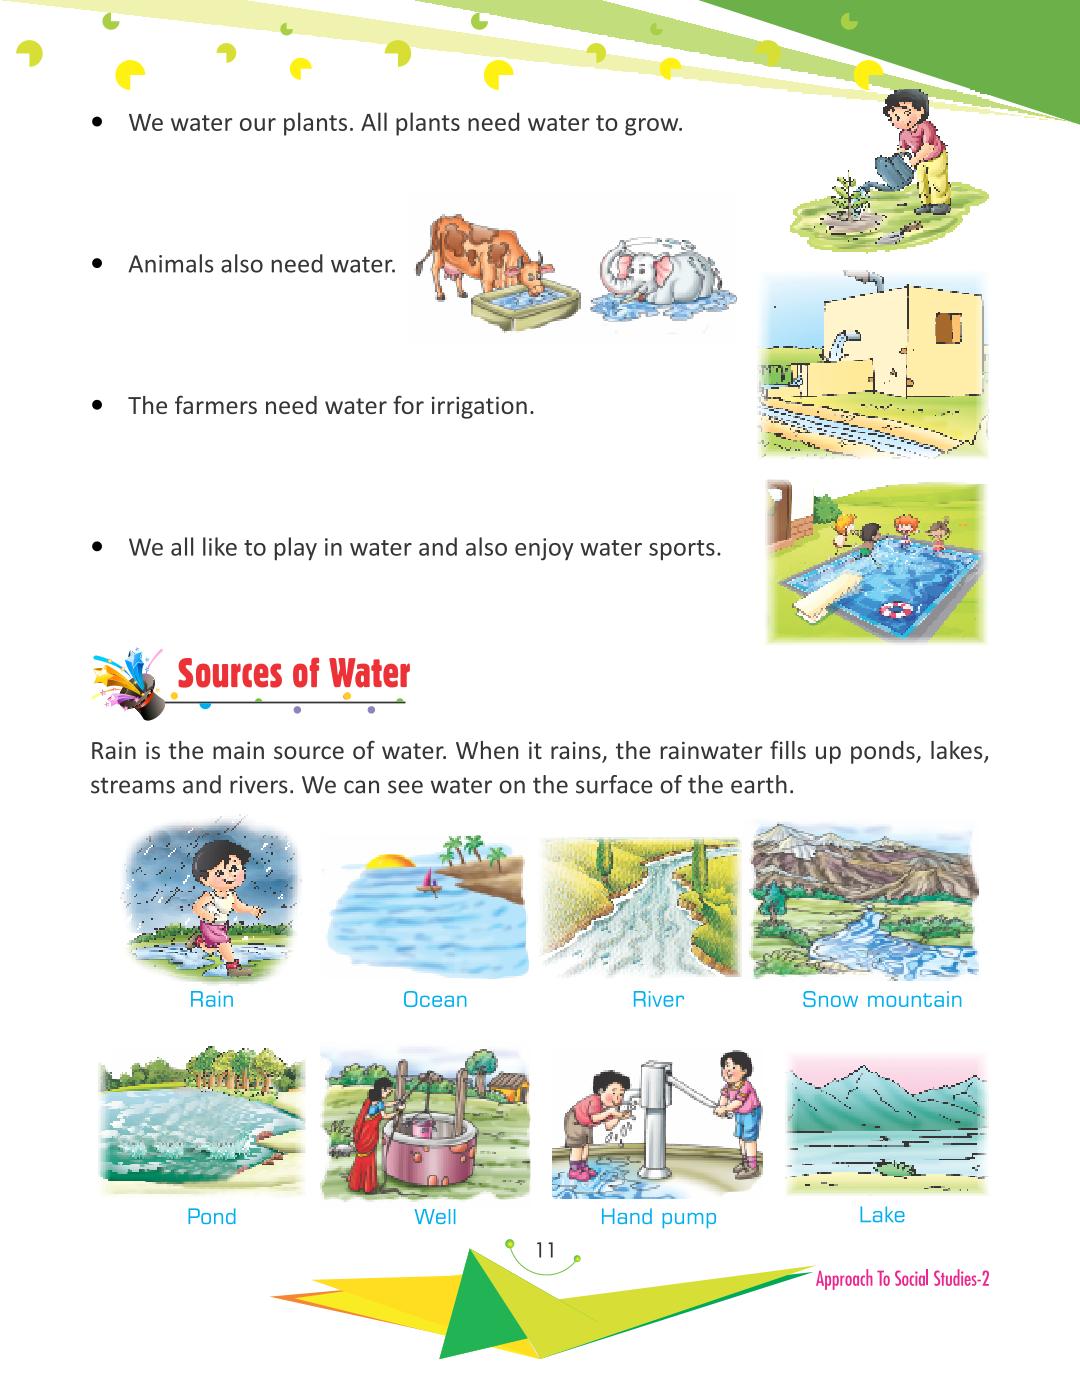 • We water our plants. All plants need water to grow.
• Animals also need water.
• The farmers need water for irrigation.
• We all like to play in water and also enjoy water sports.
Sources of Water
Rain is the main source of water. When it rains, the rainwater fills up ponds, lakes,
streams and rivers. We can see water on the surface of the earth.
Rain
Ocean
River
Snow mountain
Pond
Well
Hand pump
Lake
11
Approach To Social Studies-2